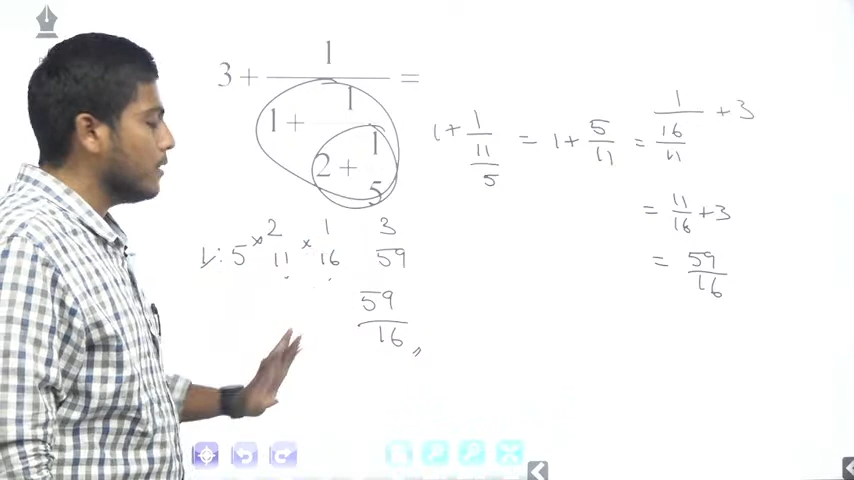 3 + 1 / (1 + 1 / (2 + 1 / 5)) =
1 + 1 / (11 / 5) = 1 + 5/11 = 1 / (16 / 11) + 3
= 11/16 + 3
= 59/16
2 1 3
1: 5 × 11 × 16 59
59/16 〃